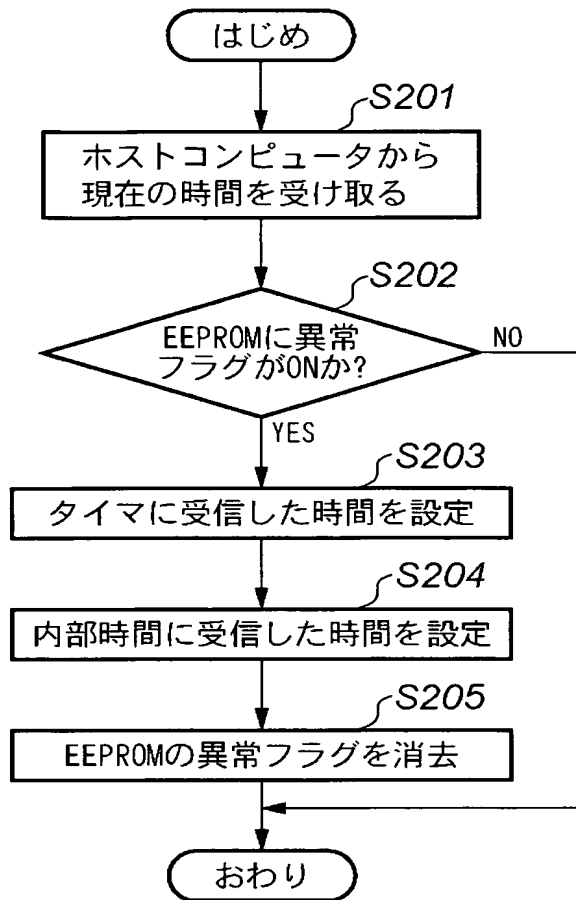 はじめ
S201
ホストコンピュータから
現在の時間を受け取る
S202
EEPROMに異常
フラグがONか?
NO
YES
S203
タイマに受信した時間を設定
S204
内部時間に受信した時間を設定
S205
EEPROMの異常フラグを消去
おわり